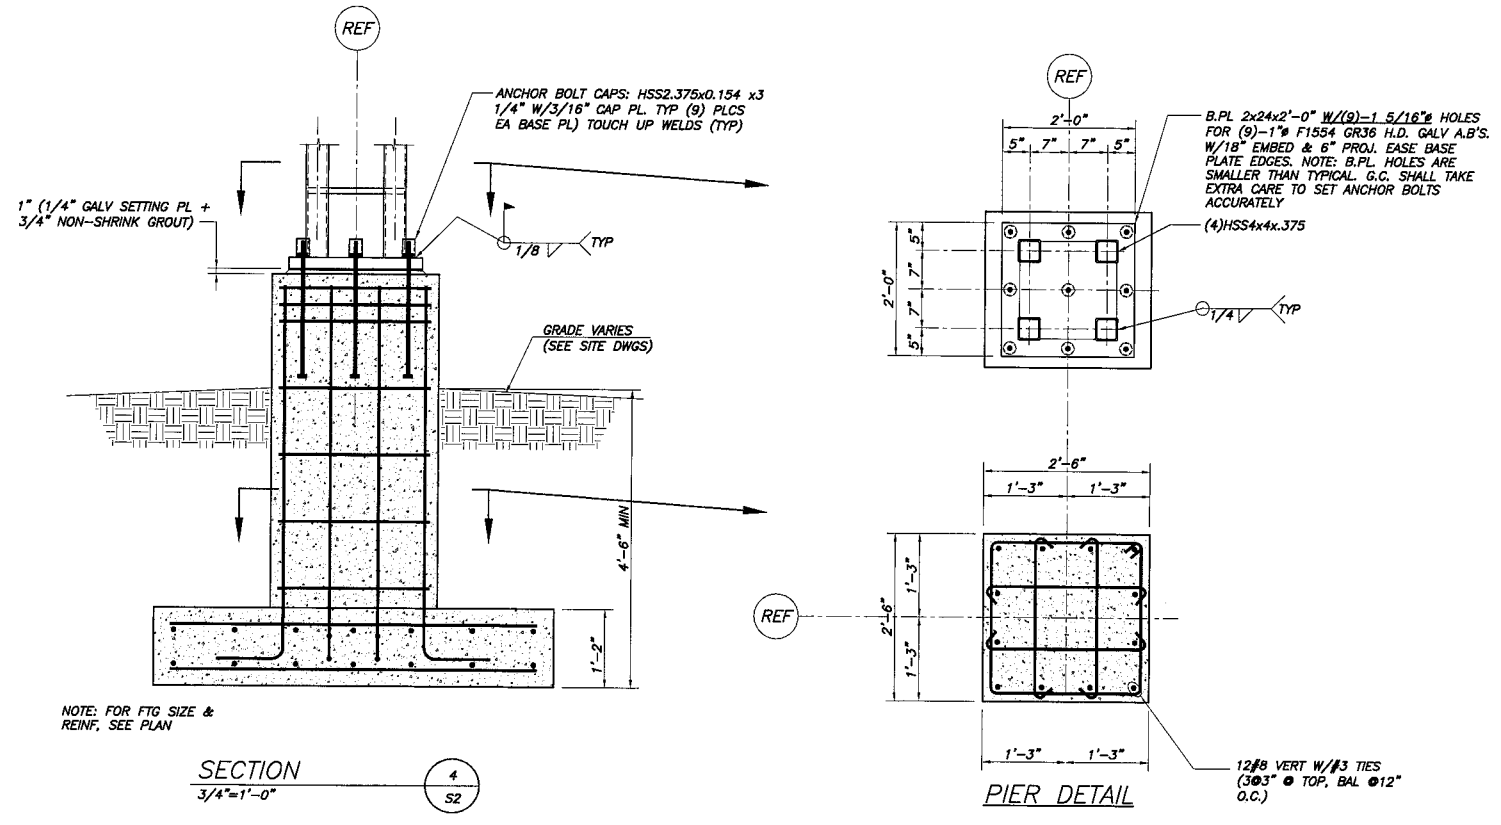 REF
ANCHOR BOLT CAPS: HSS2.375x0.154 x3
1/4" W/3/16" CAP PL. TYP (9) PLCS
EA BASE PL) TOUCH UP WELDS (TYP)
1" (1/4" GALV SETTING PL +
3/4" NON-SHRINK GROUT)
1/8
TYP
GRADE VARIES
(SEE SITE DWGS)
4'-6" MIN
1'-2"
NOTE: FOR FTG SIZE &
REINF, SEE PLAN
SECTION
3/4"=1'-0"
4
S2
REF
2'-0"
5" 7" 7" 5"
B.PL 2x24x2'-0" W/(9)-1 5/16"ø HOLES
FOR (9)-1"ø F1554 GR36 H.D. GALV A.B'S.
W/18" EMBED & 6" PROJ. EASE BASE
PLATE EDGES. NOTE: B.PL. HOLES ARE
SMALLER THAN TYPICAL. G.C. SHALL TAKE
EXTRA CARE TO SET ANCHOR BOLTS
ACCURATELY
(4)HSS4x4x.375
2'-0"
5"
7"
7"
5"
1/4
TYP
2'-6"
1'-3" 1'-3"
REF
2'-6"
1'-3"
1'-3"
1'-3" 1'-3"
PIER DETAIL
12#8 VERT W/#3 TIES
(3@3" @ TOP, BAL @12"
O.C.)